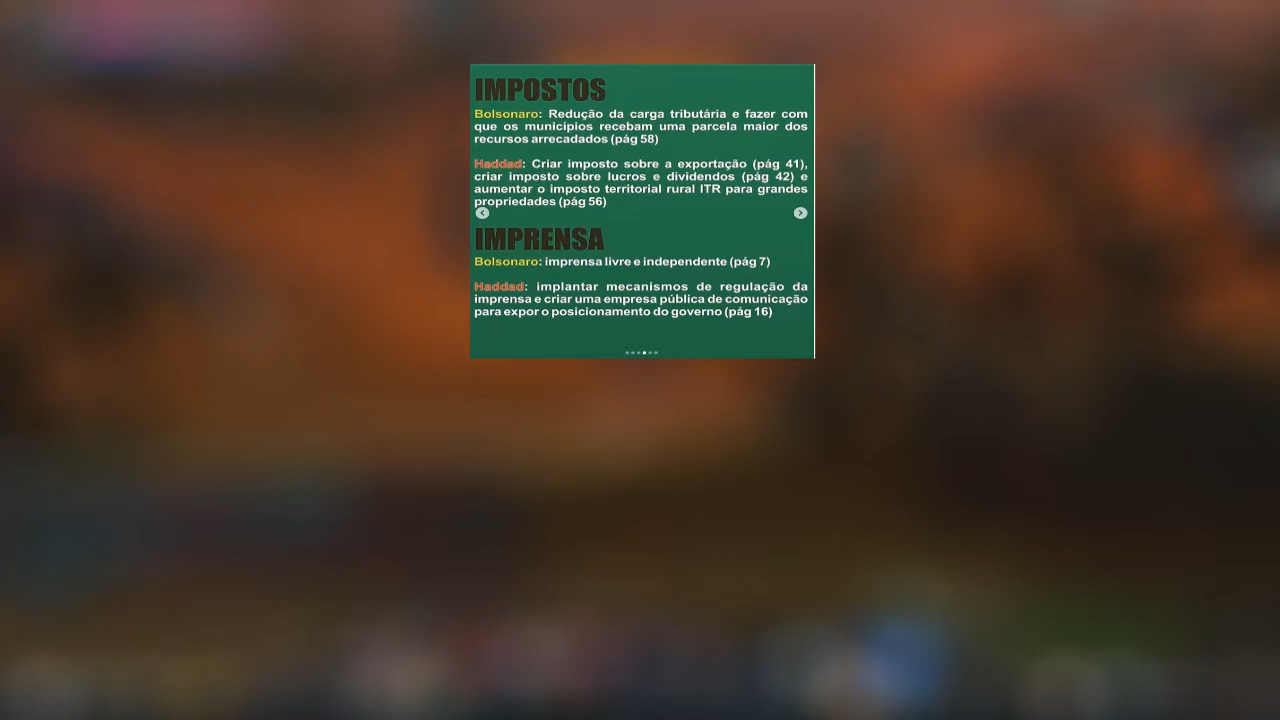 IMPOSTOS
Bolsonaro: Redução da carga tributária e fazer com
que os municípios recebam uma parcela maior dos
recursos arrecadados (pág 58)
Haddad: Criar imposto sobre a exportação (pág 41),
criar imposto sobre lucros e dividendos (pág 42) e
aumentar o imposto territorial rural ITR para grandes
propriedades (pág 56)
IMPRENSA
Bolsonaro: imprensa livre e independente (pág 7)
Haddad: implantar mecanismos de regulação da
imprensa e criar uma empresa pública de comunicação
para expor o posicionamento do governo (pág 16)